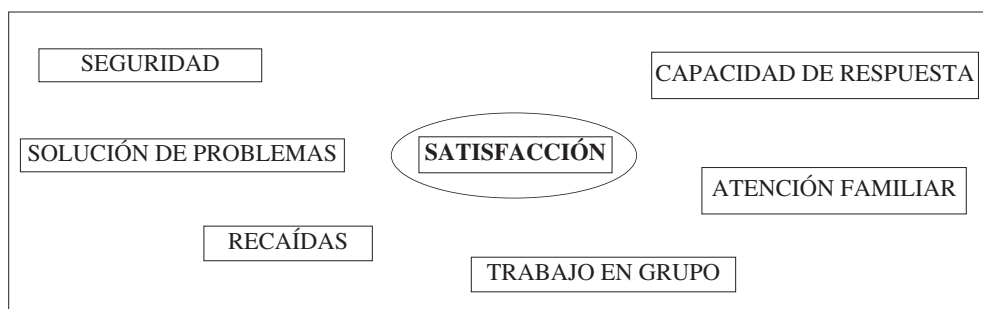 SEGURIDAD
CAPACIDAD DE RESPUESTA
SOLUCIÓN DE PROBLEMAS
SATISFACCIÓN
ATENCIÓN FAMILIAR
RECAÍDAS
TRABAJO EN GRUPO